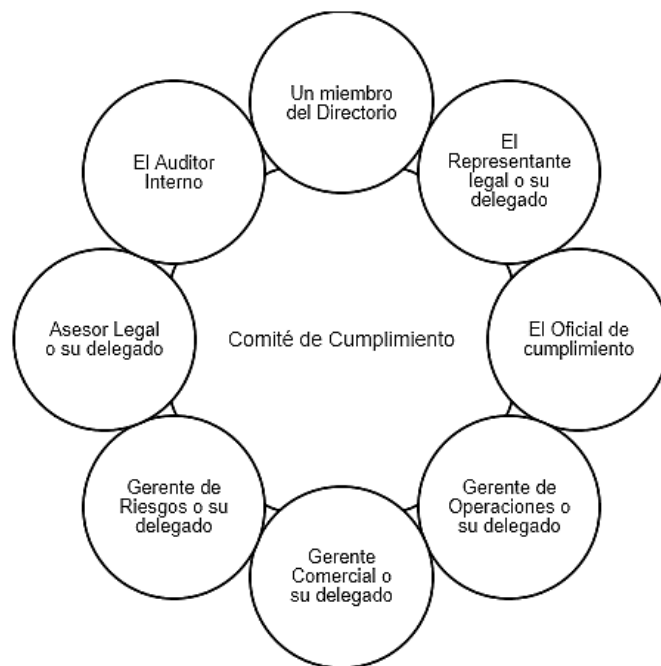 Un miembro
del Directorio
El
Representante
legal o su
delegado
El Oficial de
cumplimiento
Gerente de
Operaciones o
su delegado
Gerente
Comercial o
su delegado
Gerente de
Riesgos o su
delegado
Asesor Legal
o su delegado
El Auditor
Interno
Comité de Cumplimiento